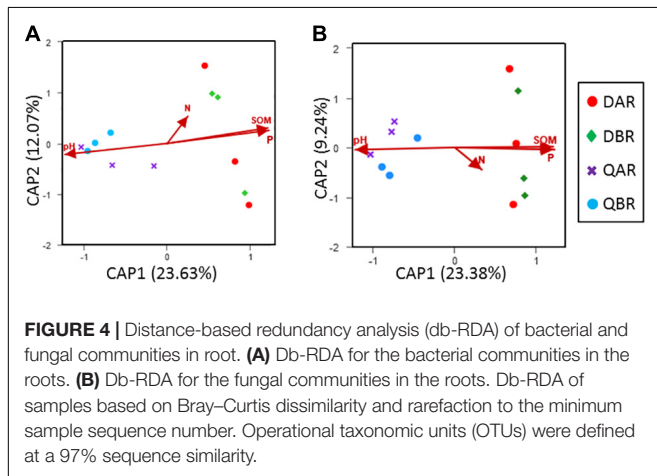 A
B
2
1
0
-1
-2
CAP2 (12.07%)
pH
N
SOM
P
-1
0
1
CAP1 (23.63%)
2
1
0
-1
-2
CAP2 (9.24%)
pH
N
SOM
P
-1
0
1
CAP1 (23.38%)
DAR
DBR
QAR
QBR
FIGURE 4 | Distance-based redundancy analysis (db-RDA) of bacterial and
fungal communities in root. (A) Db-RDA for the bacterial communities in the
roots. (B) Db-RDA for the fungal communities in the roots. Db-RDA of
samples based on Bray–Curtis dissimilarity and rarefaction to the minimum
sample sequence number. Operational taxonomic units (OTUs) were defined
at a 97% sequence similarity.